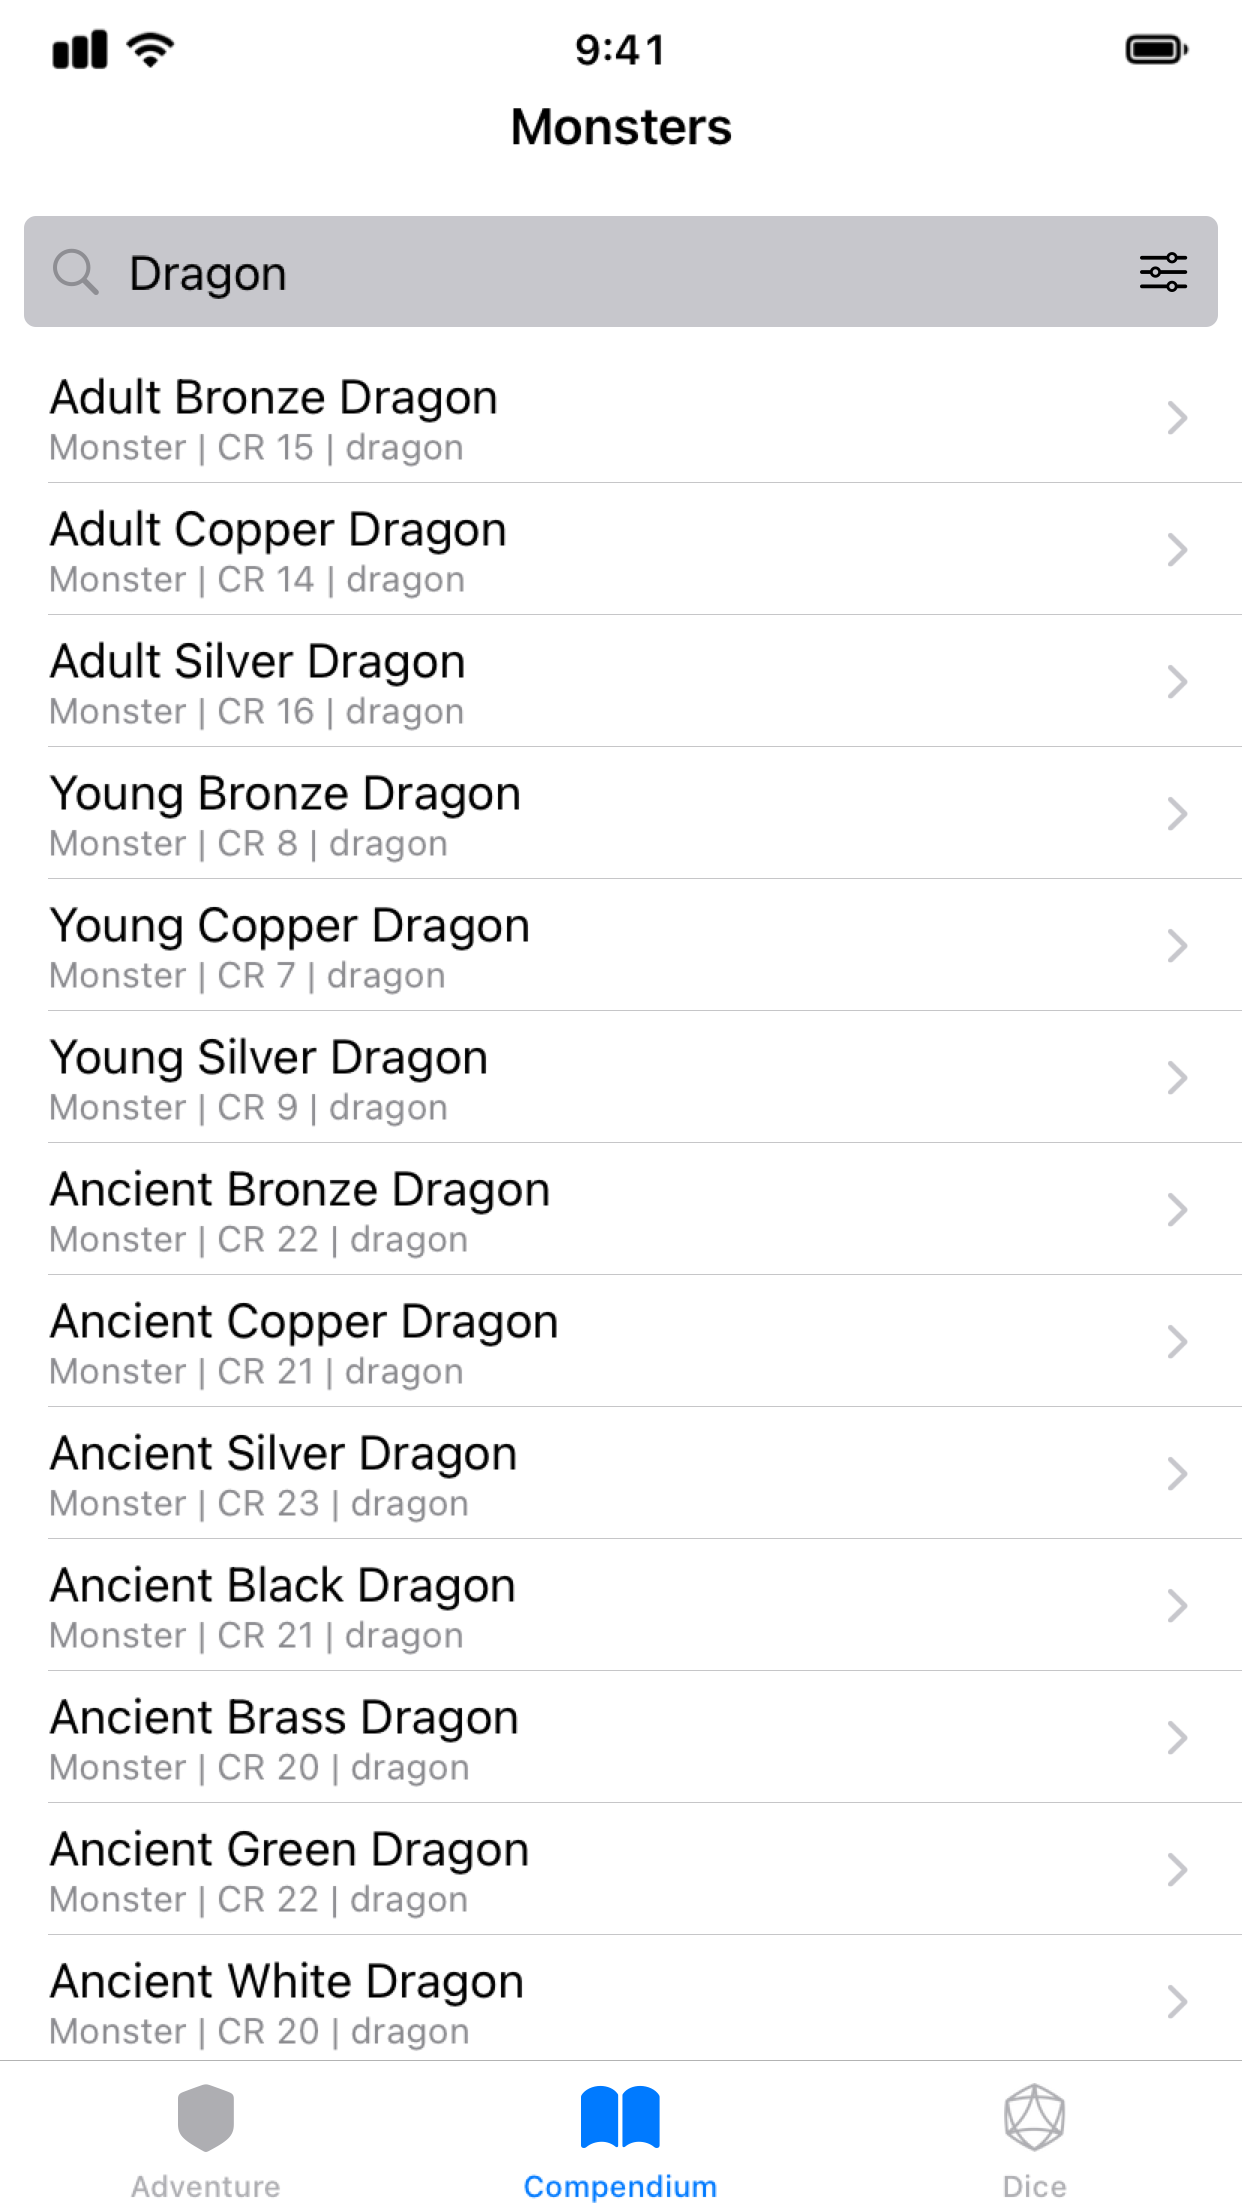 9:41
Monsters
Dragon
Adult Bronze Dragon
Monster | CR 15 | dragon
Adult Copper Dragon
Monster | CR 14 | dragon
Adult Silver Dragon
Monster | CR 16 | dragon
Young Bronze Dragon
Monster | CR 8 | dragon
Young Copper Dragon
Monster | CR 7 | dragon
Young Silver Dragon
Monster | CR 9 | dragon
Ancient Bronze Dragon
Monster | CR 22 | dragon
Ancient Copper Dragon
Monster | CR 21 | dragon
Ancient Silver Dragon
Monster | CR 23 | dragon
Ancient Black Dragon
Monster | CR 21 | dragon
Ancient Brass Dragon
Monster | CR 20 | dragon
Ancient Green Dragon
Monster | CR 22 | dragon
Ancient White Dragon
Monster | CR 20 | dragon
Adventure
Compendium
Dice